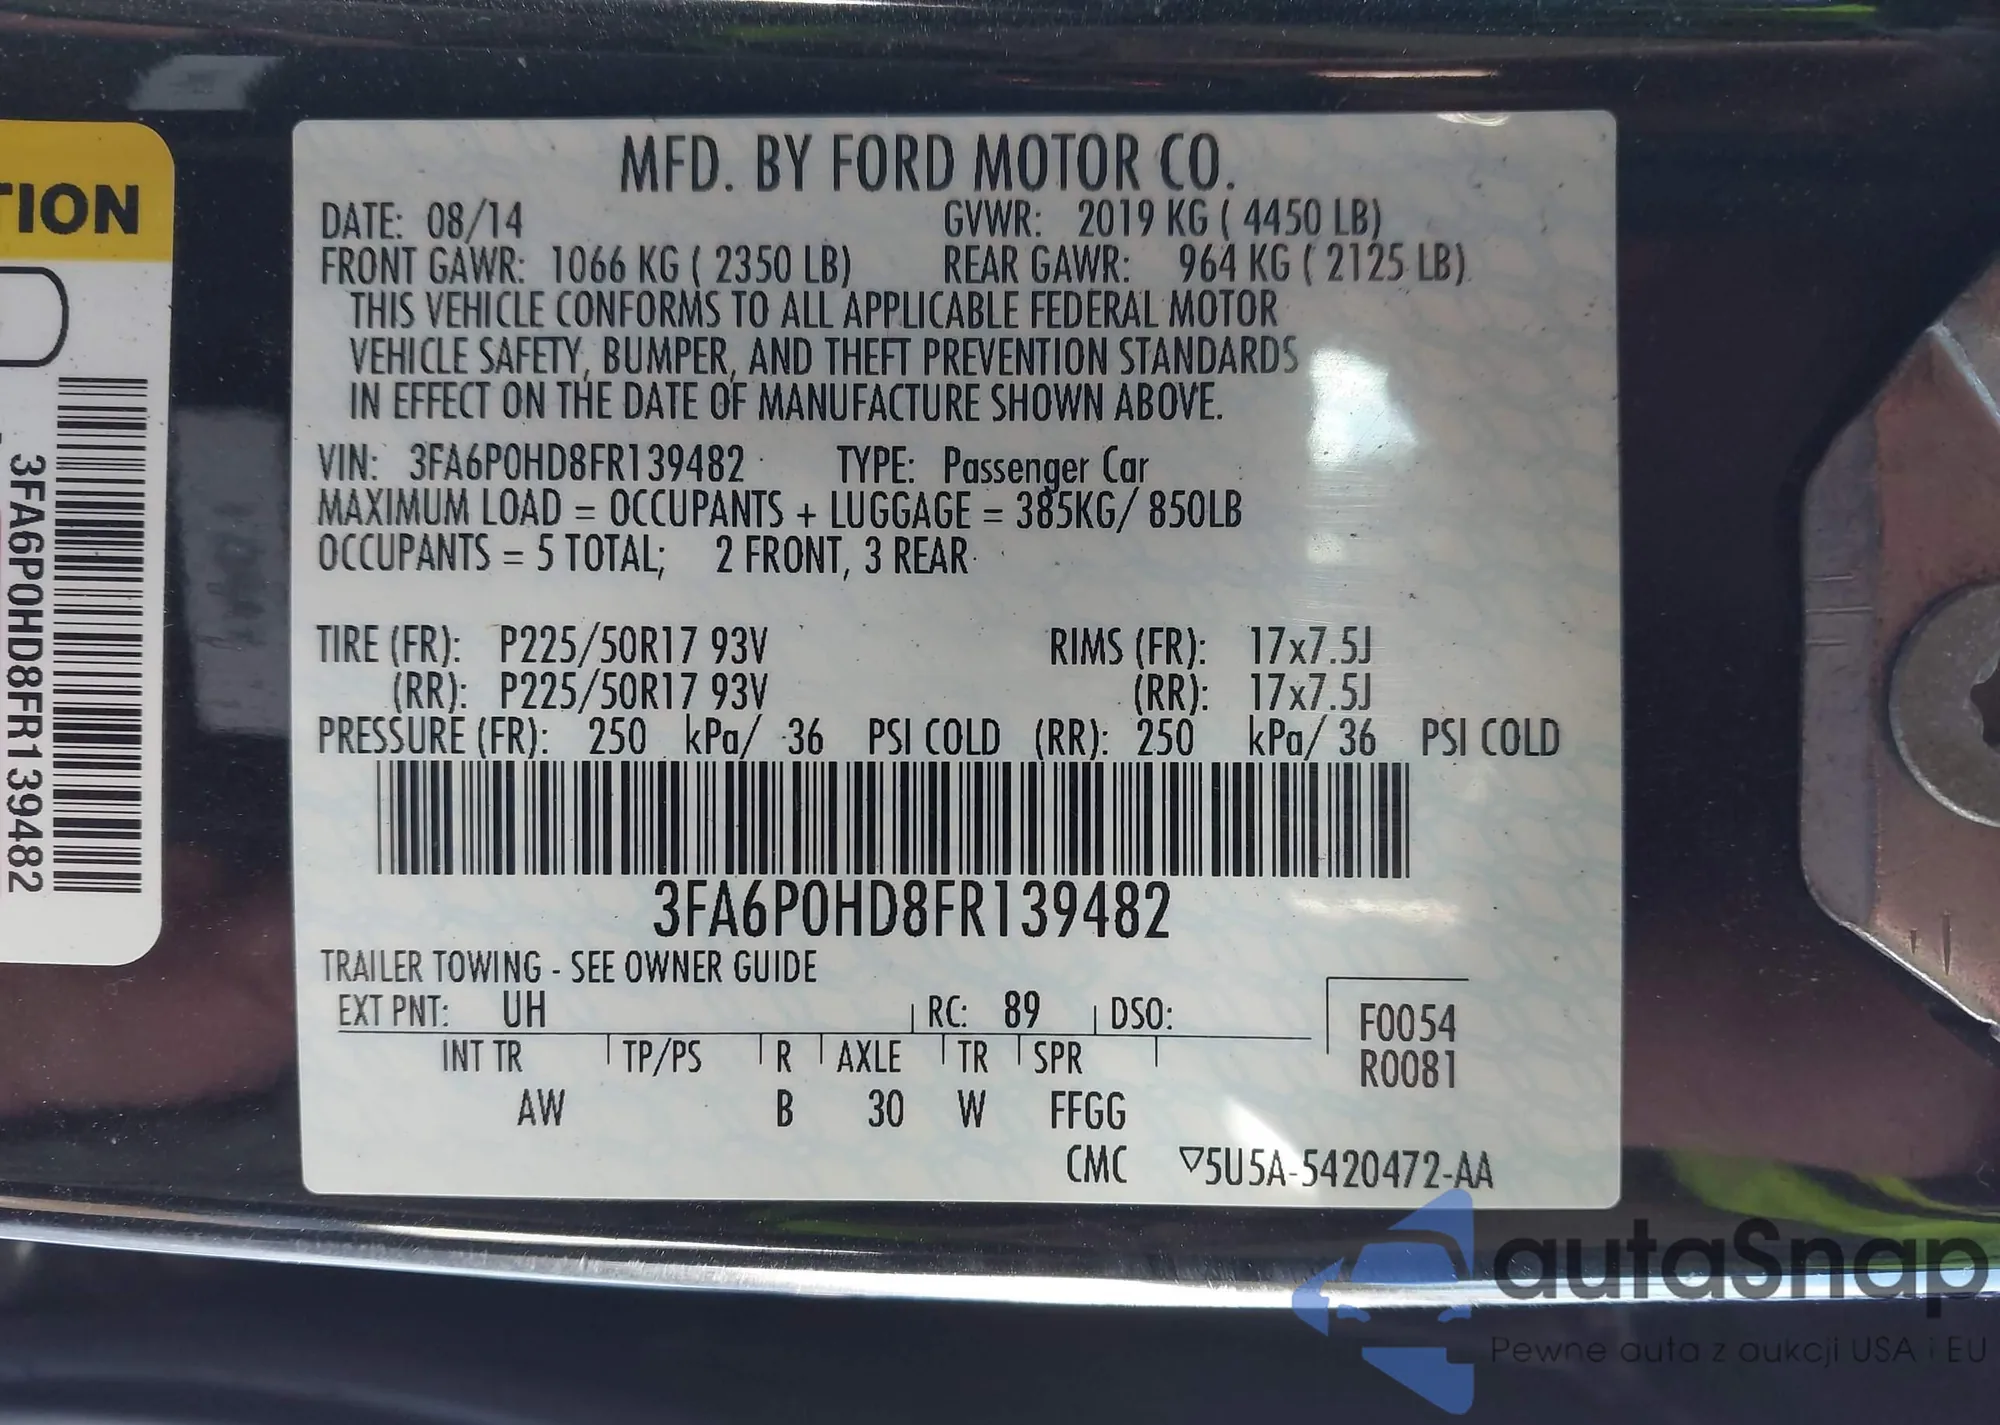 TION
3FA6P0HD8FR139482
MFD. BY FORD MOTOR CO.
DATE: 08/14 GVWR: 2019 KG ( 4450 LB)
FRONT GAWR: 1066 KG ( 2350 LB) REAR GAWR: 964 KG ( 2125 LB)
THIS VEHICLE CONFORMS TO ALL APPLICABLE FEDERAL MOTOR
VEHICLE SAFETY, BUMPER, AND THEFT PREVENTION STANDARDS
IN EFFECT ON THE DATE OF MANUFACTURE SHOWN ABOVE.
VIN: 3FA6P0HD8FR139482 TYPE: Passenger Car
MAXIMUM LOAD = OCCUPANTS + LUGGAGE = 385KG/ 850LB
OCCUPANTS = 5 TOTAL; 2 FRONT, 3 REAR
TIRE (FR): P225/50R17 93V RIMS (FR): 17x7.5J
(RR): P225/50R17 93V (RR): 17x7.5J
PRESSURE (FR): 250 kPa/ 36 PSI COLD (RR): 250 kPa/ 36 PSI COLD
3FA6P0HD8FR139482
TRAILER TOWING - SEE OWNER GUIDE
EXT PNT: UH RC: 89 DSO: F0054
INT TR TP/PS R AXLE TR SPR R0081
AW B 30 W FFGG
CMC ▽5U5A-5420472-AA
autaSnap
Pewne auta z aukcji USA i EU